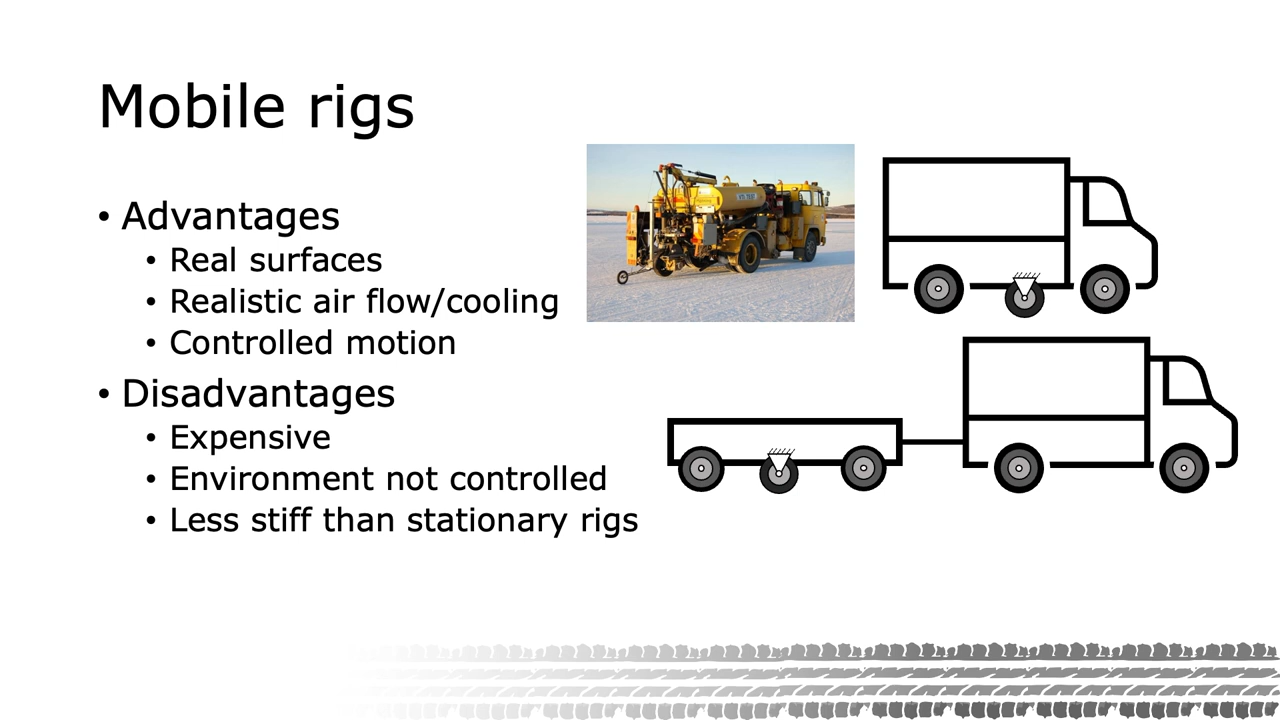 Mobile rigs
• Advantages
• Real surfaces
• Realistic air flow/cooling
• Controlled motion
• Disadvantages
• Expensive
• Environment not controlled
• Less stiff than stationary rigs